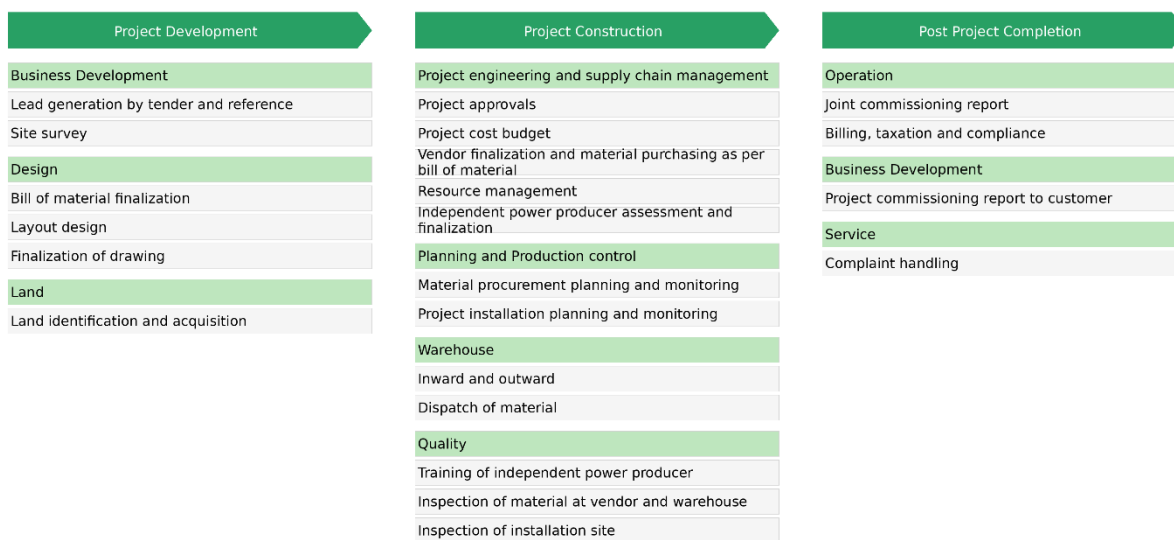 Project Development
Business Development
Lead generation by tender and reference
Site survey
Design
Bill of material finalization
Layout design
Finalization of drawing
Land
Land identification and acquisition
Project Construction
Project engineering and supply chain management
Project approvals
Project cost budget
Vendor finalization and material purchasing as per
bill of material
Resource management
Independent power producer assessment and
finalization
Planning and Production control
Material procurement planning and monitoring
Project installation planning and monitoring
Warehouse
Inward and outward
Dispatch of material
Quality
Training of independent power producer
Inspection of material at vendor and warehouse
Inspection of installation site
Post Project Completion
Operation
Joint commissioning report
Billing, taxation and compliance
Business Development
Project commissioning report to customer
Service
Complaint handling